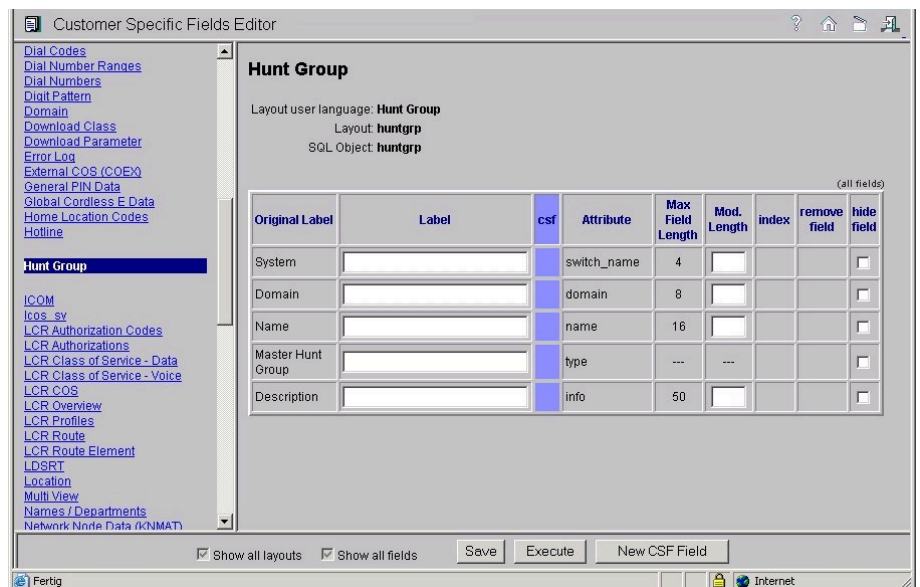 Customer Specific Fields Editor
Dial Codes
Dial Number Ranges
Dial Numbers
Digit Pattern
Domain
Download Class
Download Parameter
Error Log
External COS (COEX)
General PIN Data
Global Cordless E Data
Home Location Codes
Hotline
Hunt Group
ICOM
Icos_sv
LCR Authorization Codes
LCR Authorizations
LCR Class of Service - Data
LCR Class of Service - Voice
LCR COS
LCR Overview
LCR Profiles
LCR Route
LCR Route Element
LDSRT
Location
Multi View
Names / Departments
Network Node Data (KNMAT)
Hunt Group
Layout user language: Hunt Group
Layout: huntgrp
SQL Object: huntgrp
(all fields)
Original Label Label csf Attribute Max Field Length Mod. Length index remove field hide field
System switch_name 4
Domain domain 8
Name name 16
Master Hunt Group type --- ---
Description info 50
Show all layouts Show all fields Save Execute New CSF Field
Fertig Internet